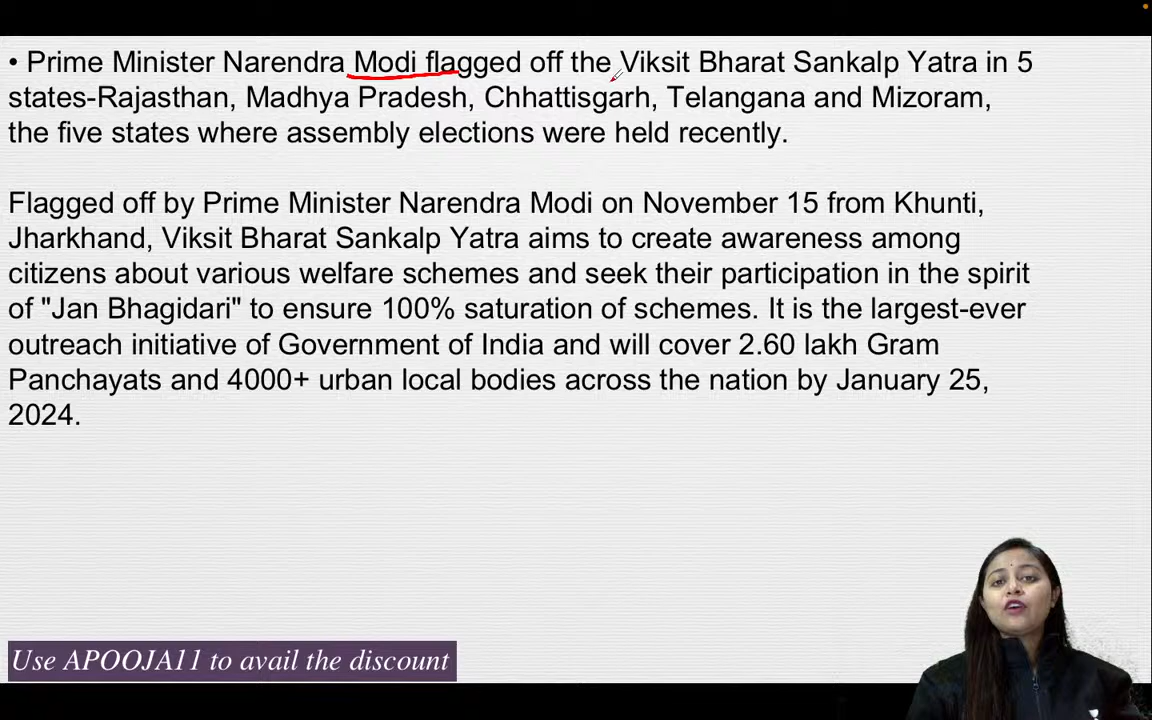 • Prime Minister Narendra Modi flagged off the Viksit Bharat Sankalp Yatra in 5
states-Rajasthan, Madhya Pradesh, Chhattisgarh, Telangana and Mizoram,
the five states where assembly elections were held recently.
Flagged off by Prime Minister Narendra Modi on November 15 from Khunti,
Jharkhand, Viksit Bharat Sankalp Yatra aims to create awareness among
citizens about various welfare schemes and seek their participation in the spirit
of "Jan Bhagidari" to ensure 100% saturation of schemes. It is the largest-ever
outreach initiative of Government of India and will cover 2.60 lakh Gram
Panchayats and 4000+ urban local bodies across the nation by January 25,
2024.
Use APOOJA11 to avail the discount